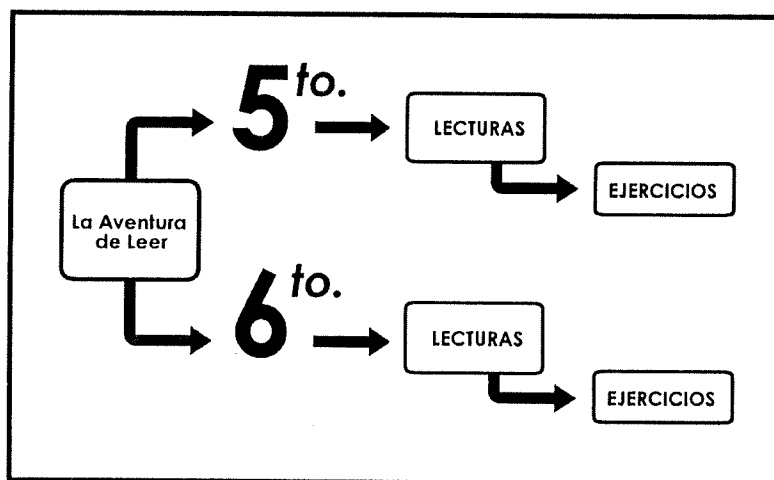 5to.
LECTURAS
EJERCICIOS
La Aventura
de Leer
6to.
LECTURAS
EJERCICIOS